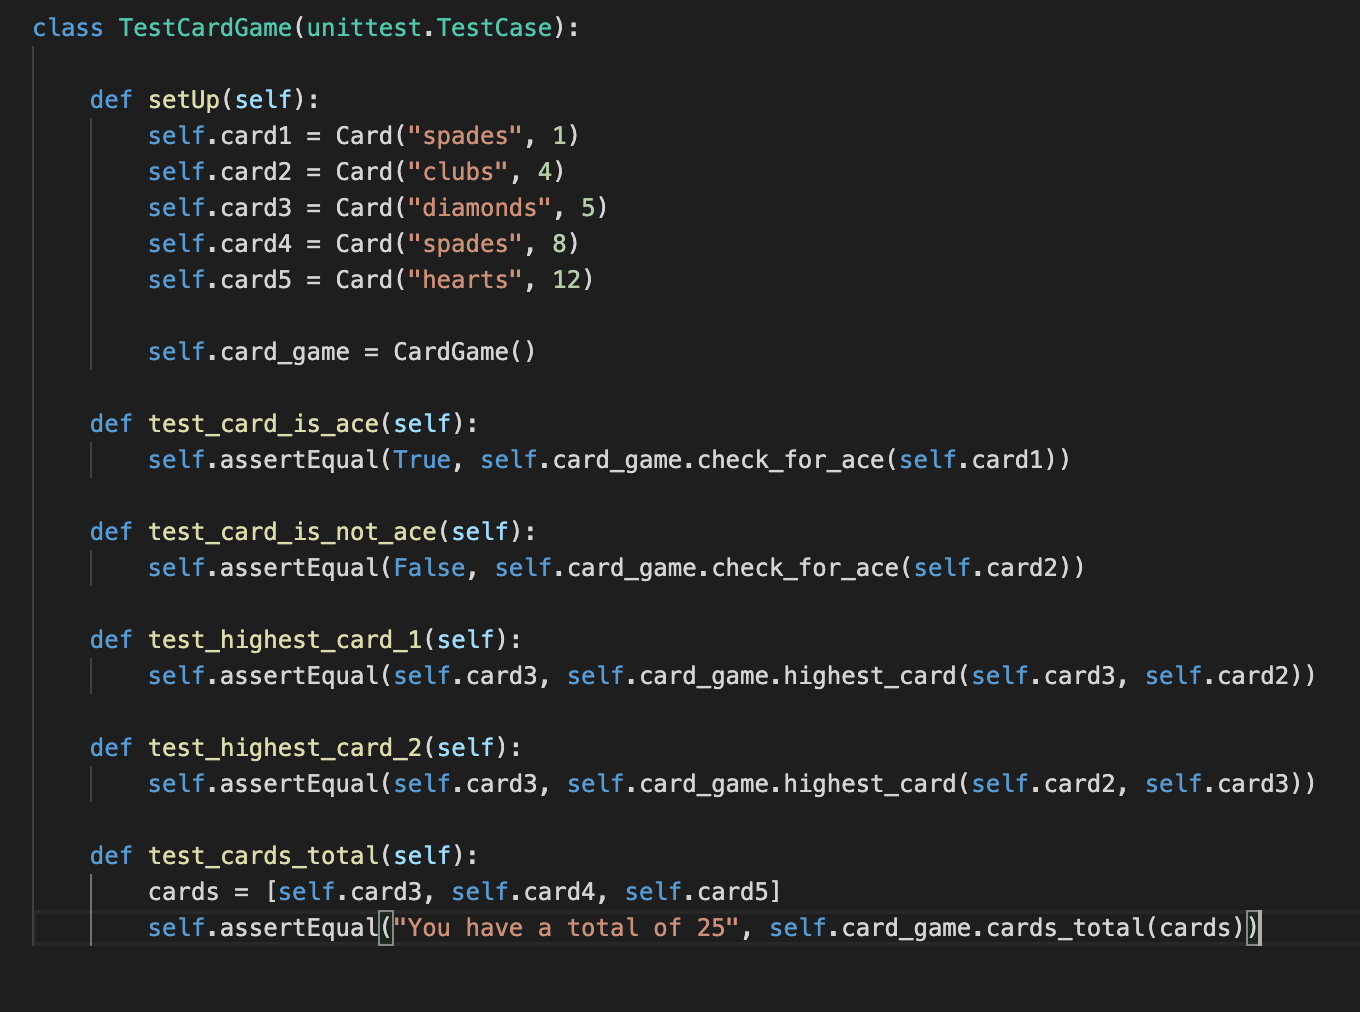 class TestCardGame(unittest.TestCase):
def setUp(self):
self.card1 = Card("spades", 1)
self.card2 = Card("clubs", 4)
self.card3 = Card("diamonds", 5)
self.card4 = Card("spades", 8)
self.card5 = Card("hearts", 12)
self.card_game = CardGame()
def test_card_is_ace(self):
self.assertEqual(True, self.card_game.check_for_ace(self.card1))
def test_card_is_not_ace(self):
self.assertEqual(False, self.card_game.check_for_ace(self.card2))
def test_highest_card_1(self):
self.assertEqual(self.card3, self.card_game.highest_card(self.card3, self.card2))
def test_highest_card_2(self):
self.assertEqual(self.card3, self.card_game.highest_card(self.card2, self.card3))
def test_cards_total(self):
cards = [self.card3, self.card4, self.card5]
self.assertEqual("You have a total of 25", self.card_game.cards_total(cards))